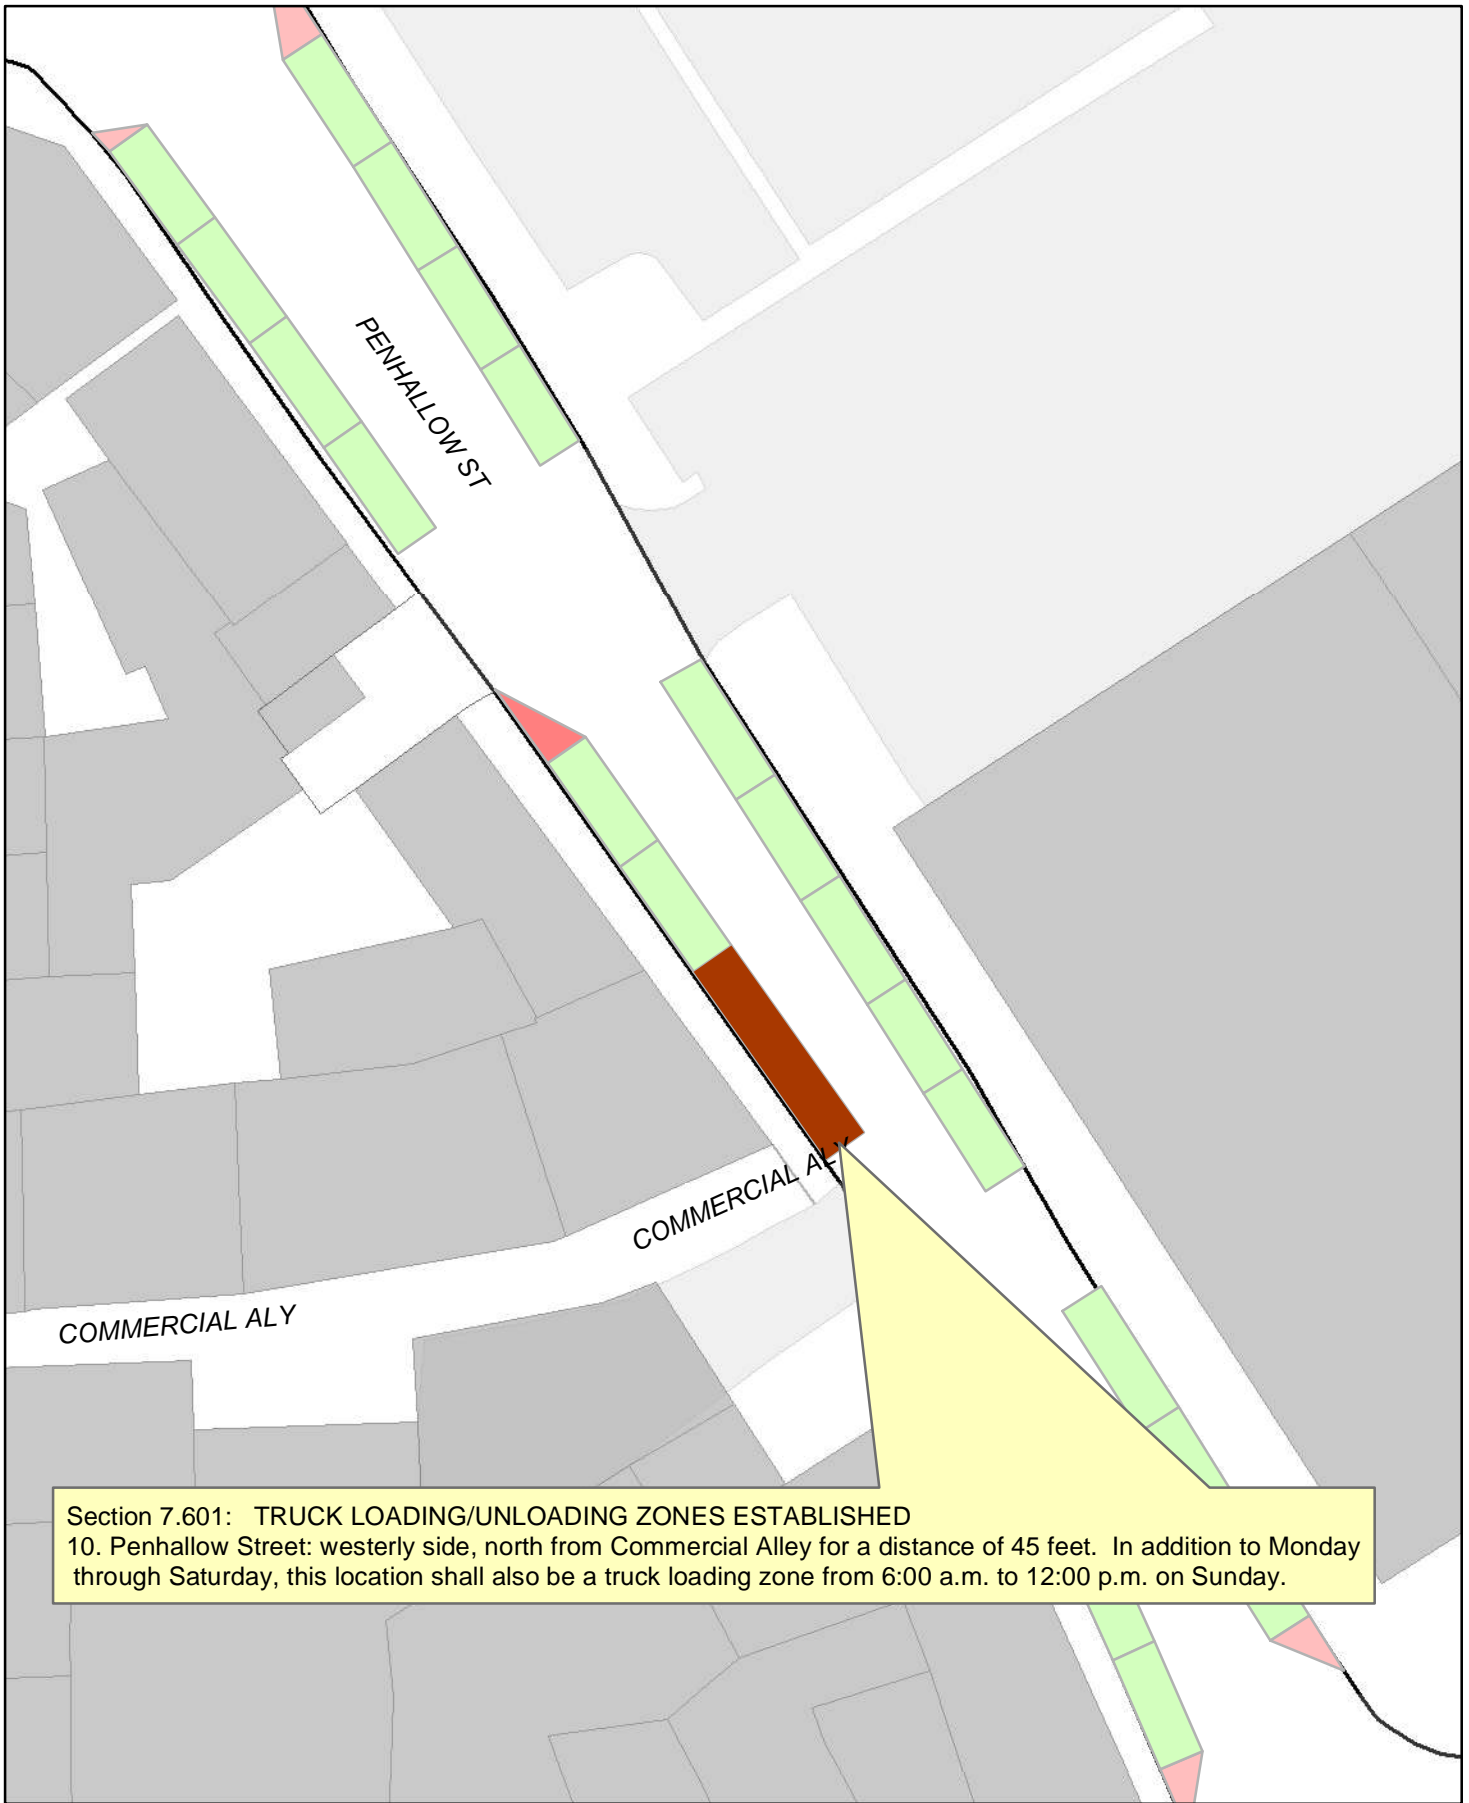 PENHALLOW ST
COMMERCIAL ALY
COMMERCIAL ALY
Section 7.601: TRUCK LOADING/UNLOADING ZONES ESTABLISHED
10. Penhallow Street: westerly side, north from Commercial Alley for a distance of 45 feet. In addition to Monday
through Saturday, this location shall also be a truck loading zone from 6:00 a.m. to 12:00 p.m. on Sunday.